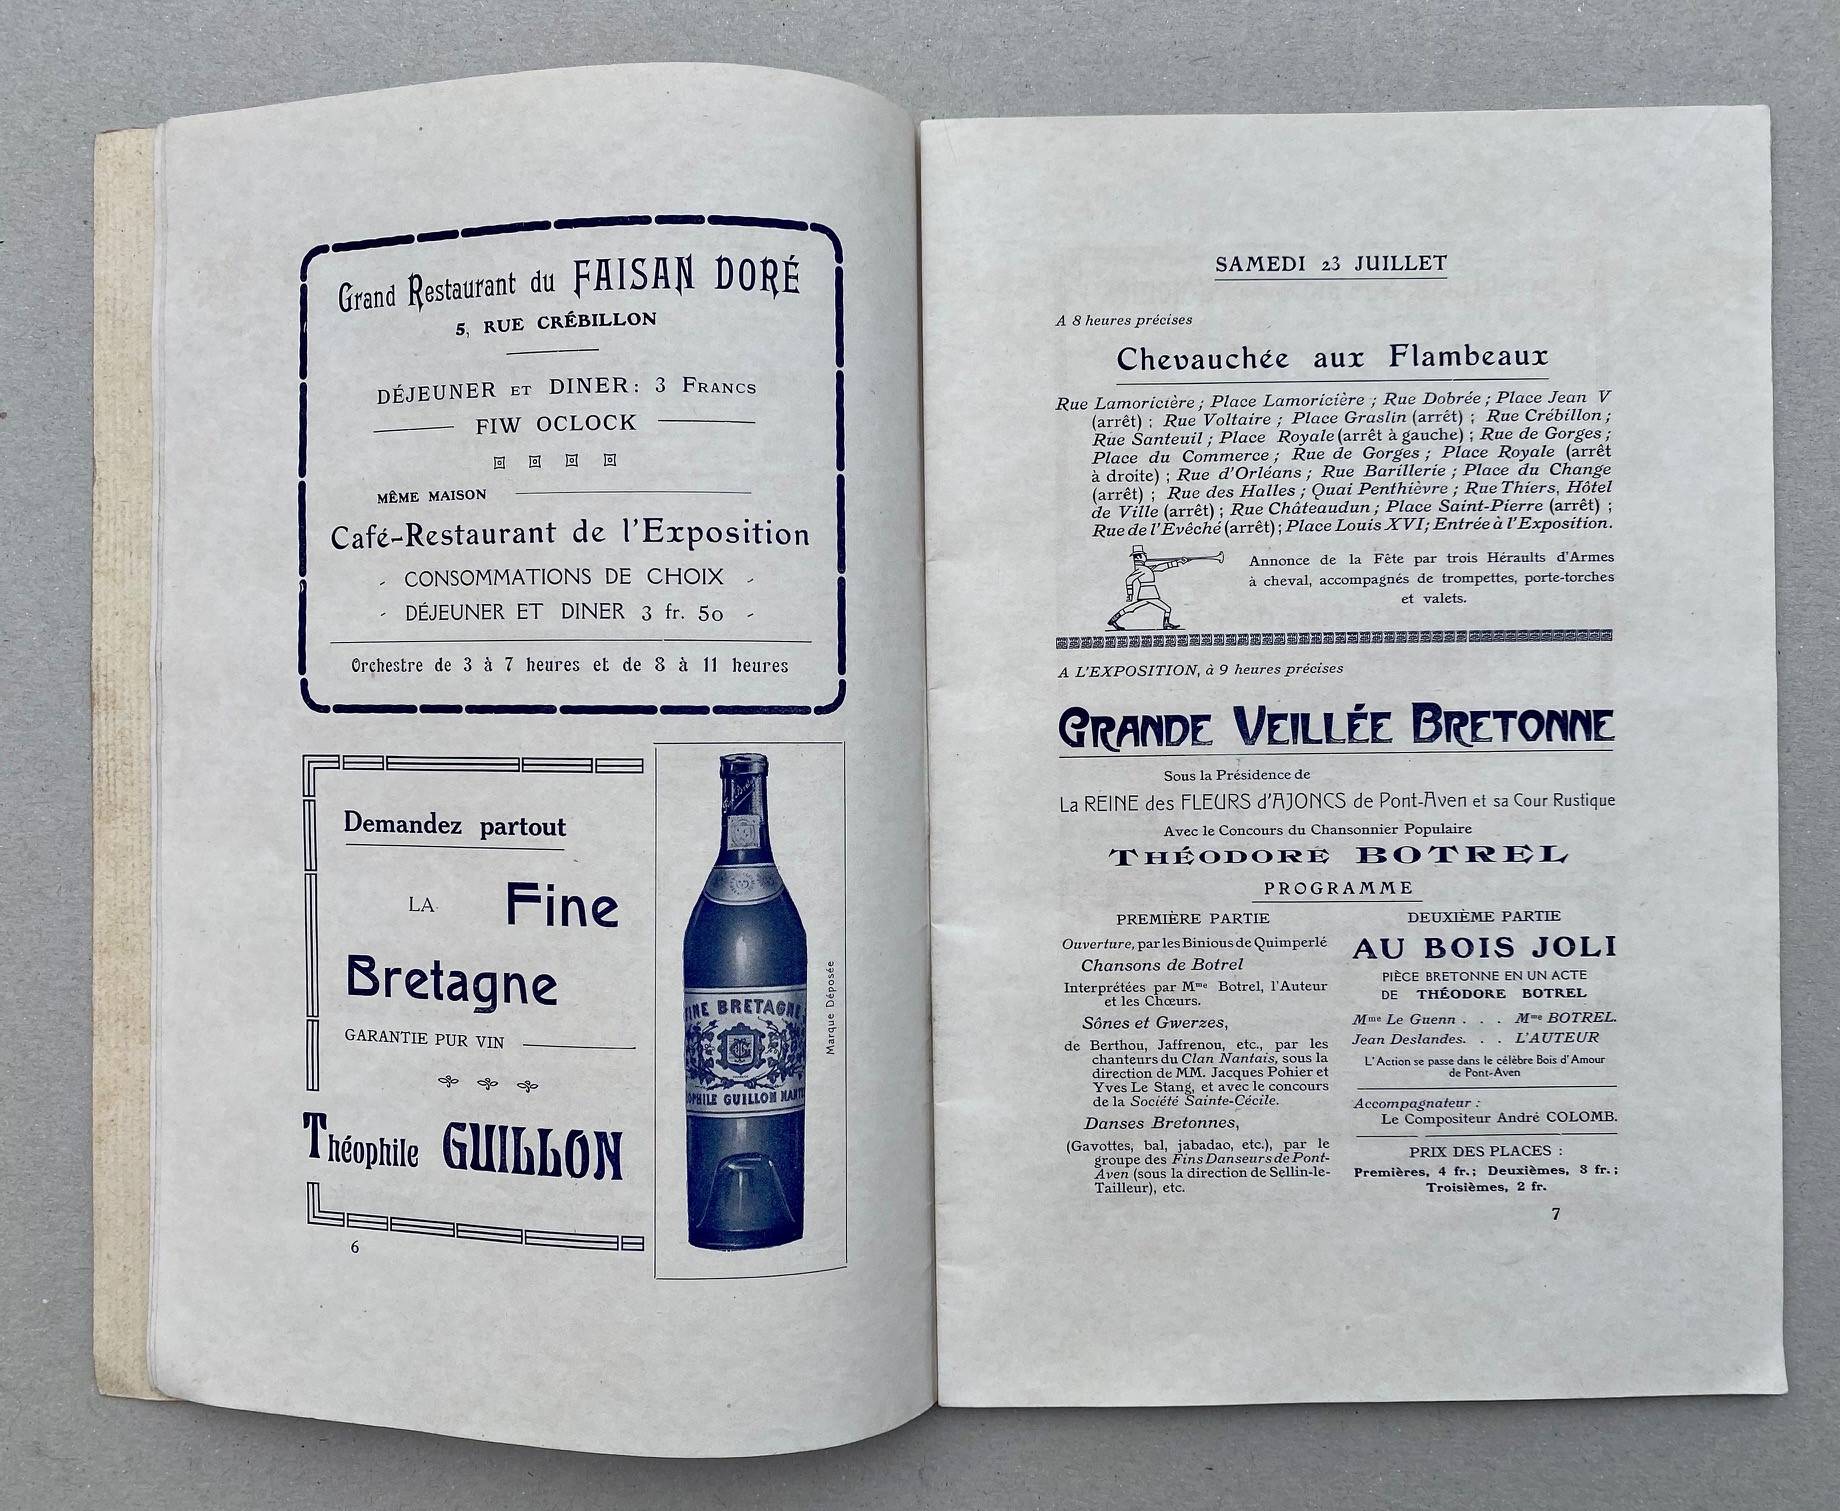 Grand Restaurant du FAISAN DORÉ
5, RUE CRÉBILLON
DÉJEUNER ET DINER: 3 FRANCS
FIW OCLOCK
MÊME MAISON
Café-Restaurant de l'Exposition
- CONSOMMATIONS DE CHOIX -
- DÉJEUNER ET DINER 3 fr. 50 -
Orchestre de 3 à 7 heures et de 8 à 11 heures
Demandez partout
LA Fine
Bretagne
GARANTIE PUR VIN
Théophile GUILLON
FINE BRETAGNE
OPHILE GUILLON NANT
Marque Déposée
6
SAMEDI 23 JUILLET
A 8 heures précises
Chevauchée aux Flambeaux
Rue Lamoricière ; Place Lamoricière ; Rue Dobrée ; Place Jean V
(arrêt) ; Rue Voltaire ; Place Graslin (arrêt) ; Rue Crébillon ;
Rue Santeuil ; Place Royale (arrêt à gauche) ; Rue de Gorges ;
Place du Commerce ; Rue de Gorges ; Place Royale (arrêt
à droite) ; Rue d'Orléans ; Rue Barillerie ; Place du Change
(arrêt) ; Rue des Halles ; Quai Penthièvre ; Rue Thiers, Hôtel
de Ville (arrêt) ; Rue Châteaudun ; Place Saint-Pierre (arrêt) ;
Rue de l'Evêché (arrêt) ; Place Louis XVI ; Entrée à l'Exposition.
Annonce de la Fête par trois Héraults d'Armes
à cheval, accompagnés de trompettes, porte-torches
et valets.
A L'EXPOSITION, à 9 heures précises
GRANDE VEILLÉE BRETONNE
Sous la Présidence de
La REINE des FLEURS d'AJONCS de Pont-Aven et sa Cour Rustique
Avec le Concours du Chansonnier Populaire
THÉODORE BOTREL
PROGRAMME
PREMIÈRE PARTIE
Ouverture, par les Binious de Quimperlé
Chansons de Botrel
Interprétées par Mme Botrel, l'Auteur
et les Chœurs.
Sônes et Gwerzes,
de Berthou, Jaffrenou, etc., par les
chanteurs du Clan Nantais, sous la
direction de MM. Jacques Pohier et
Yves Le Stang, et avec le concours
de la Société Sainte-Cécile.
Danses Bretonnes,
(Gavottes, bal, jabadao, etc.), par le
groupe des Fins Danseurs de Pont-
Aven (sous la direction de Sellin-le-
Tailleur), etc.
DEUXIÈME PARTIE
AU BOIS JOLI
PIÈCE BRETONNE EN UN ACTE
DE THÉODORE BOTREL
Mme Le Guenn . . . Mme BOTREL.
Jean Deslandes. . . L'AUTEUR
L'Action se passe dans le célèbre Bois d'Amour
de Pont-Aven
Accompagnateur :
Le Compositeur André COLOMB.
PRIX DES PLACES :
Premières, 4 fr.; Deuxièmes, 3 fr.;
Troisièmes, 2 fr.
7